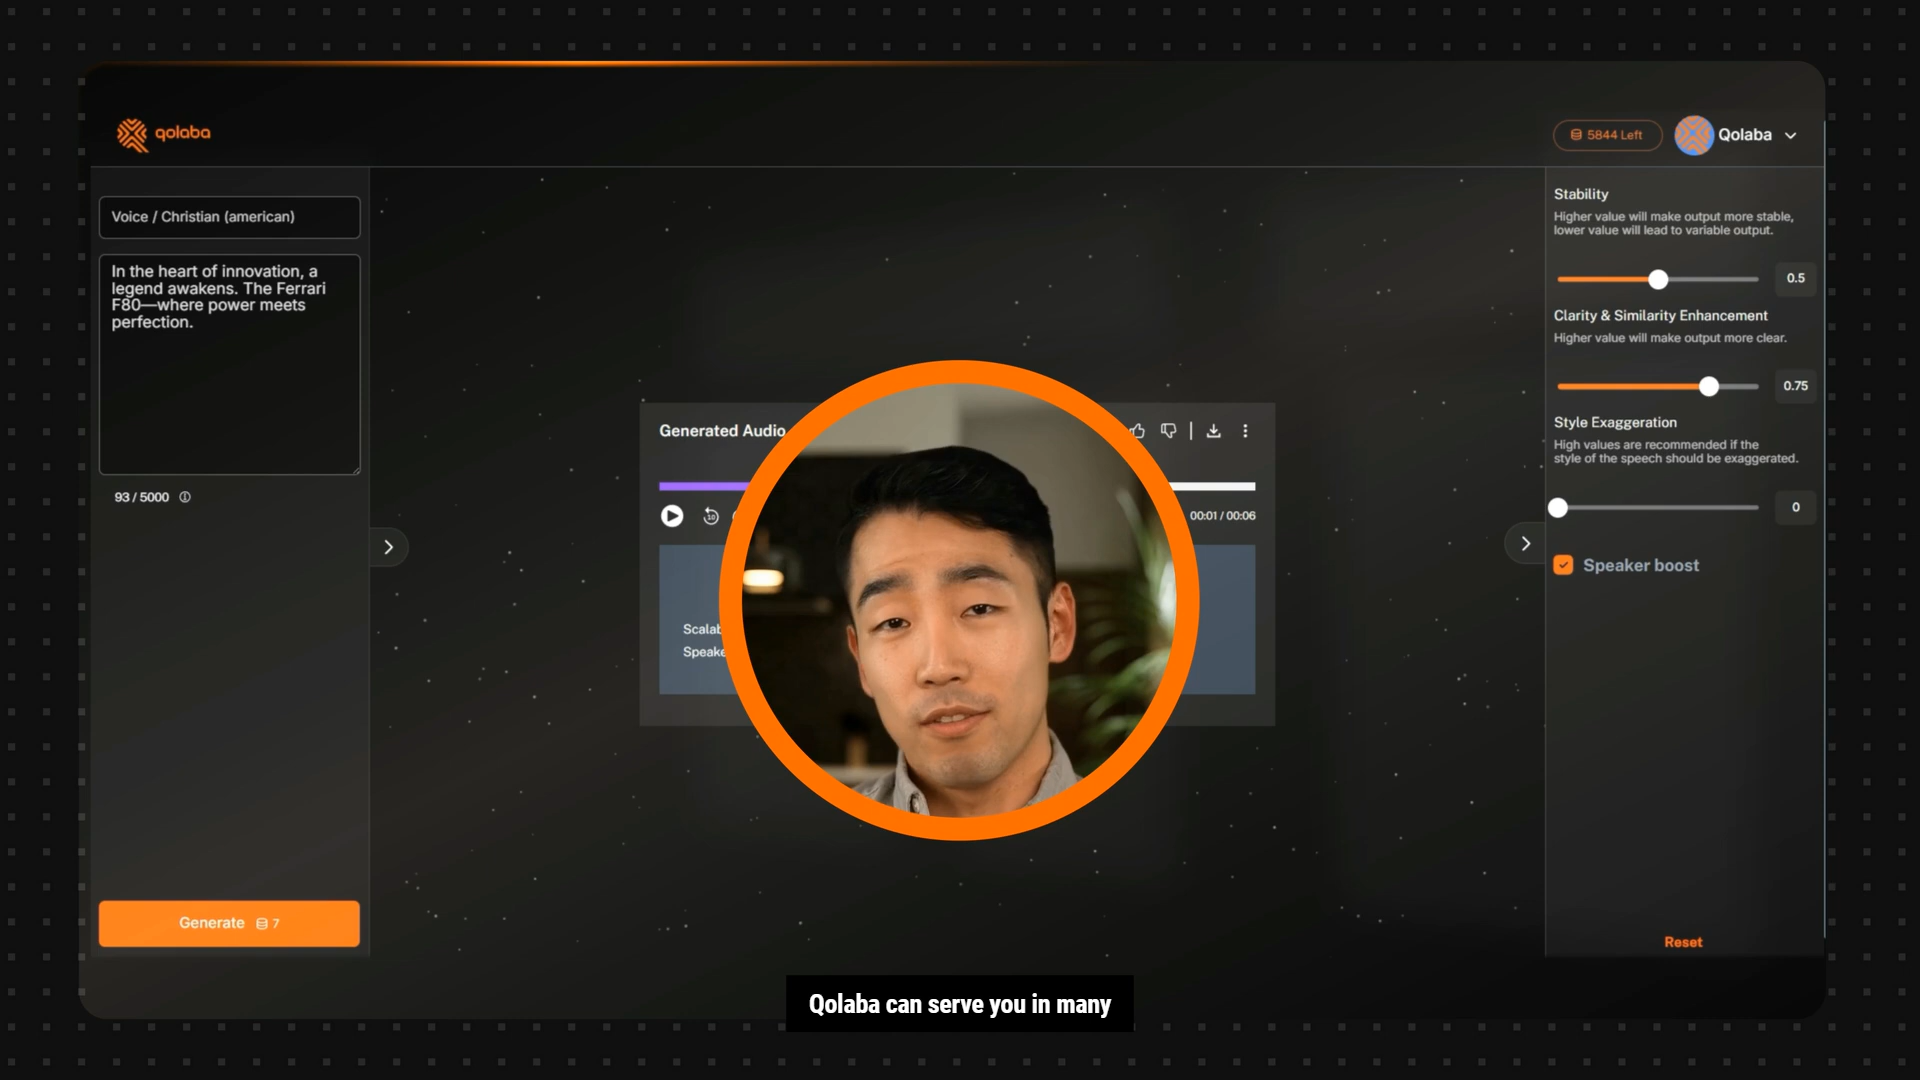 qolaba
5844 Left
Qolaba
Voice / Christian (american)
In the heart of innovation, a
legend awakens. The Ferrari
F80—where power meets
perfection.
93 / 5000
Generate 7
Generated Audio
10
00:01 / 00:06
Stability
Higher value will make output more stable,
lower value will lead to variable output.
0.5
Clarity & Similarity Enhancement
Higher value will make output more clear.
0.75
Style Exaggeration
High values are recommended if the
style of the speech should be exaggerated.
0
Speaker boost
Reset
Qolaba can serve you in many